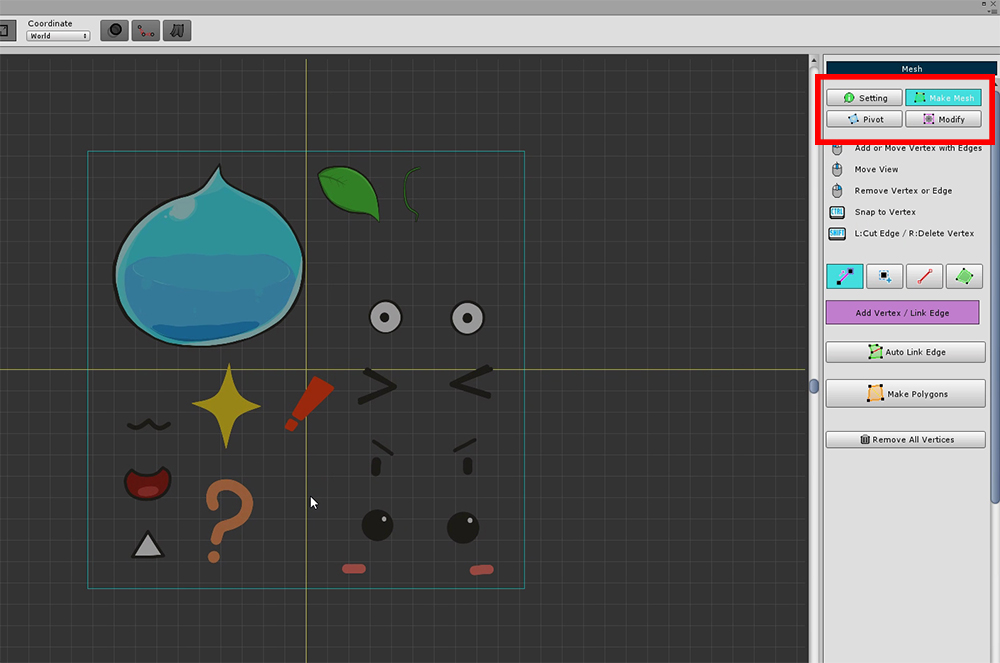 Coordinate
World
Mesh
Setting
Make Mesh
Pivot
Modify
Add or Move Vertex with Edges
Move View
Remove Vertex or Edge
CTRL Snap to Vertex
SHIFT L:Cut Edge / R:Delete Vertex
Add Vertex / Link Edge
Auto Link Edge
Make Polygons
Remove All Vertices